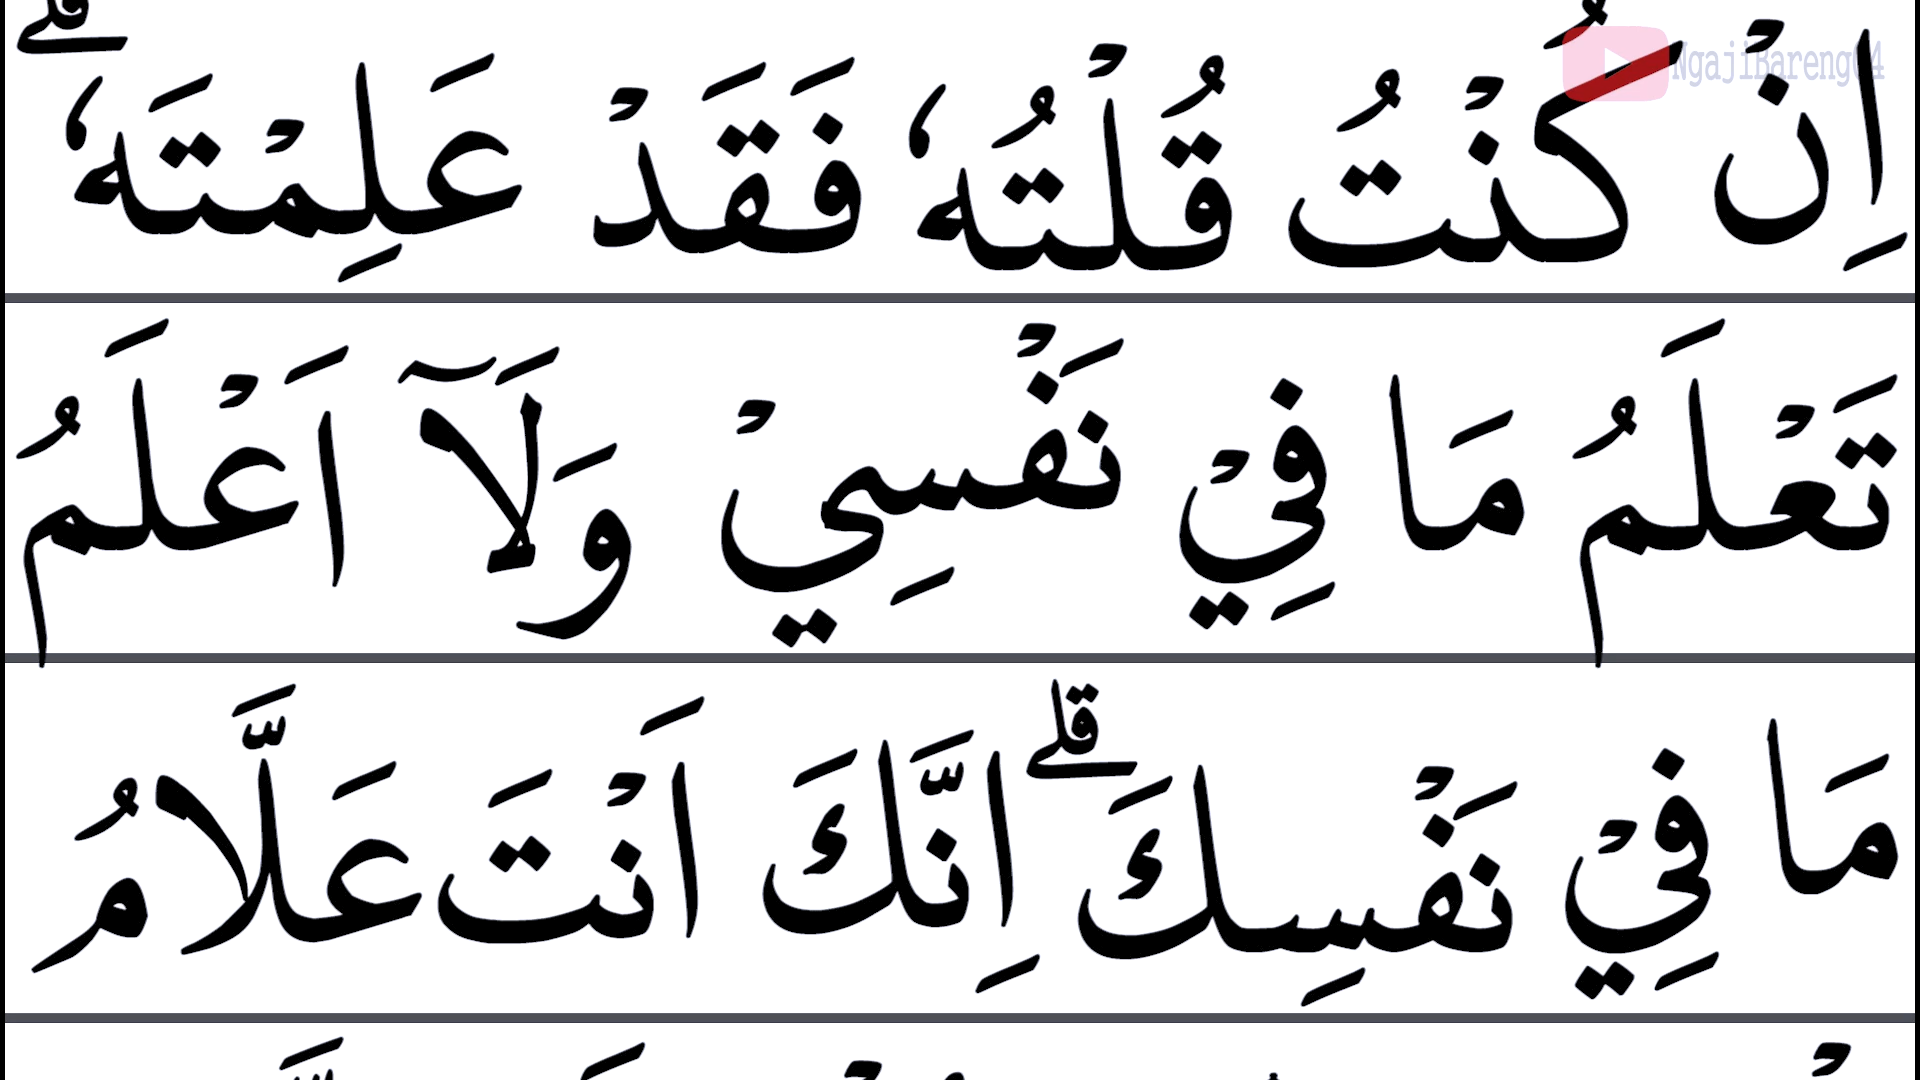 NgajiBareng04
اِنْ كُنْتُ قُلْتُهٗ فَقَدْ عَلِمْتَهٗ ۗ
تَعْلَمُ مَا فِيْ نَفْسِيْ وَلَآ اَعْلَمُ
مَا فِيْ نَفْسِكَ ۗ اِنَّكَ اَنْتَ عَلَّامُ